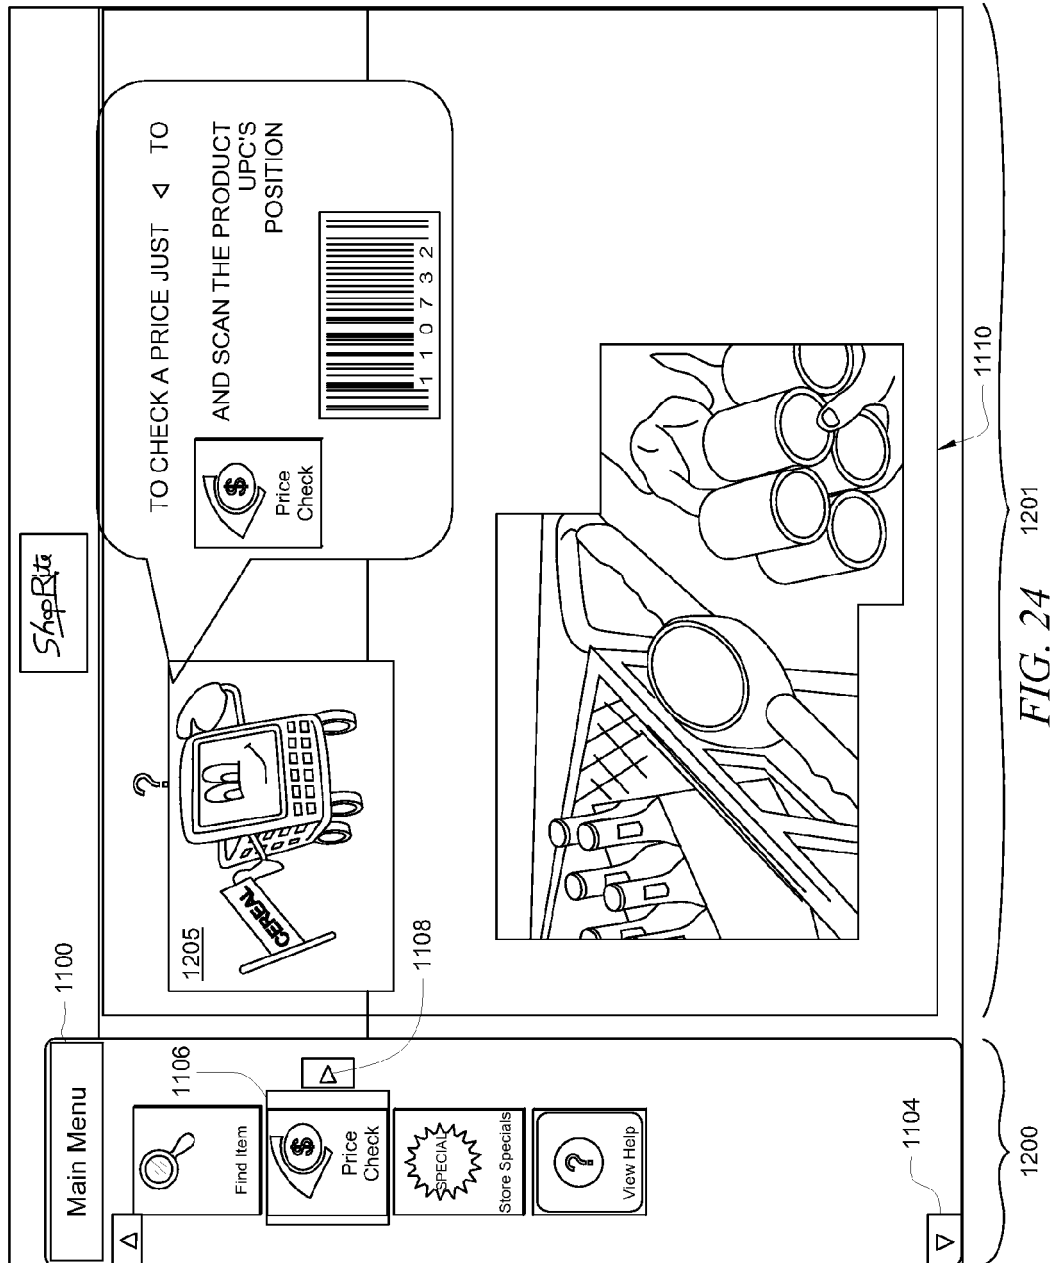 ShopRite
1100
Main Menu
Find Item
1106
Price
Check
1108
SPECIAL
Store Specials
?
View Help
1104
1200
1205
?
CEREAL
TO CHECK A PRICE JUST ◁ TO
$
Price
Check
AND SCAN THE PRODUCT
UPC'S
POSITION
1 1 0 7 3 2
1110
1201
$
FIG. 24